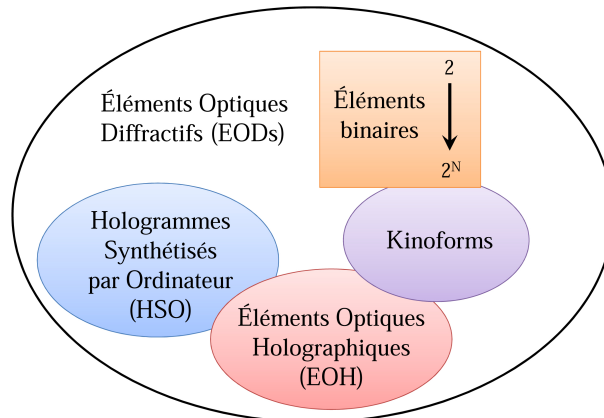 Éléments Optiques
Diffractifs (EODs)
2
Éléments
binaires
2ᴺ
Hologrammes
Synthétisés
par Ordinateur
(HSO)
Kinoforms
Éléments Optiques
Holographiques
(EOH)